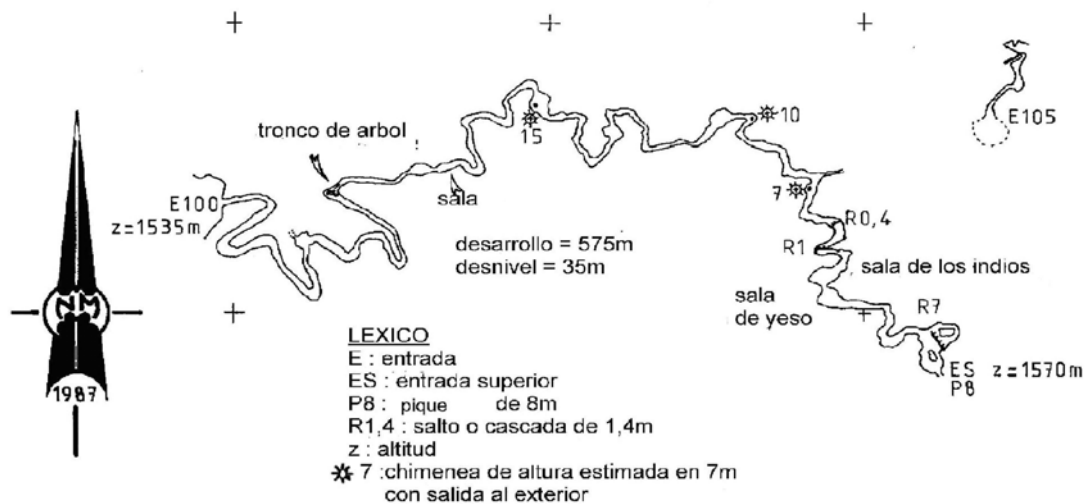 tronco de arbol
15
10
E105
E100
z=1535m
sala
7
R0,4
R1
desarrollo = 575m
desnivel = 35m
sala de los indios
sala
de yeso
R7
ES z=1570m
P8
NM
1987
LEXICO
E : entrada
ES : entrada superior
P8 : pique de 8m
R1,4 : salto o cascada de 1,4m
z : altitud
7 :chimenea de altura estimada en 7m
con salida al exterior